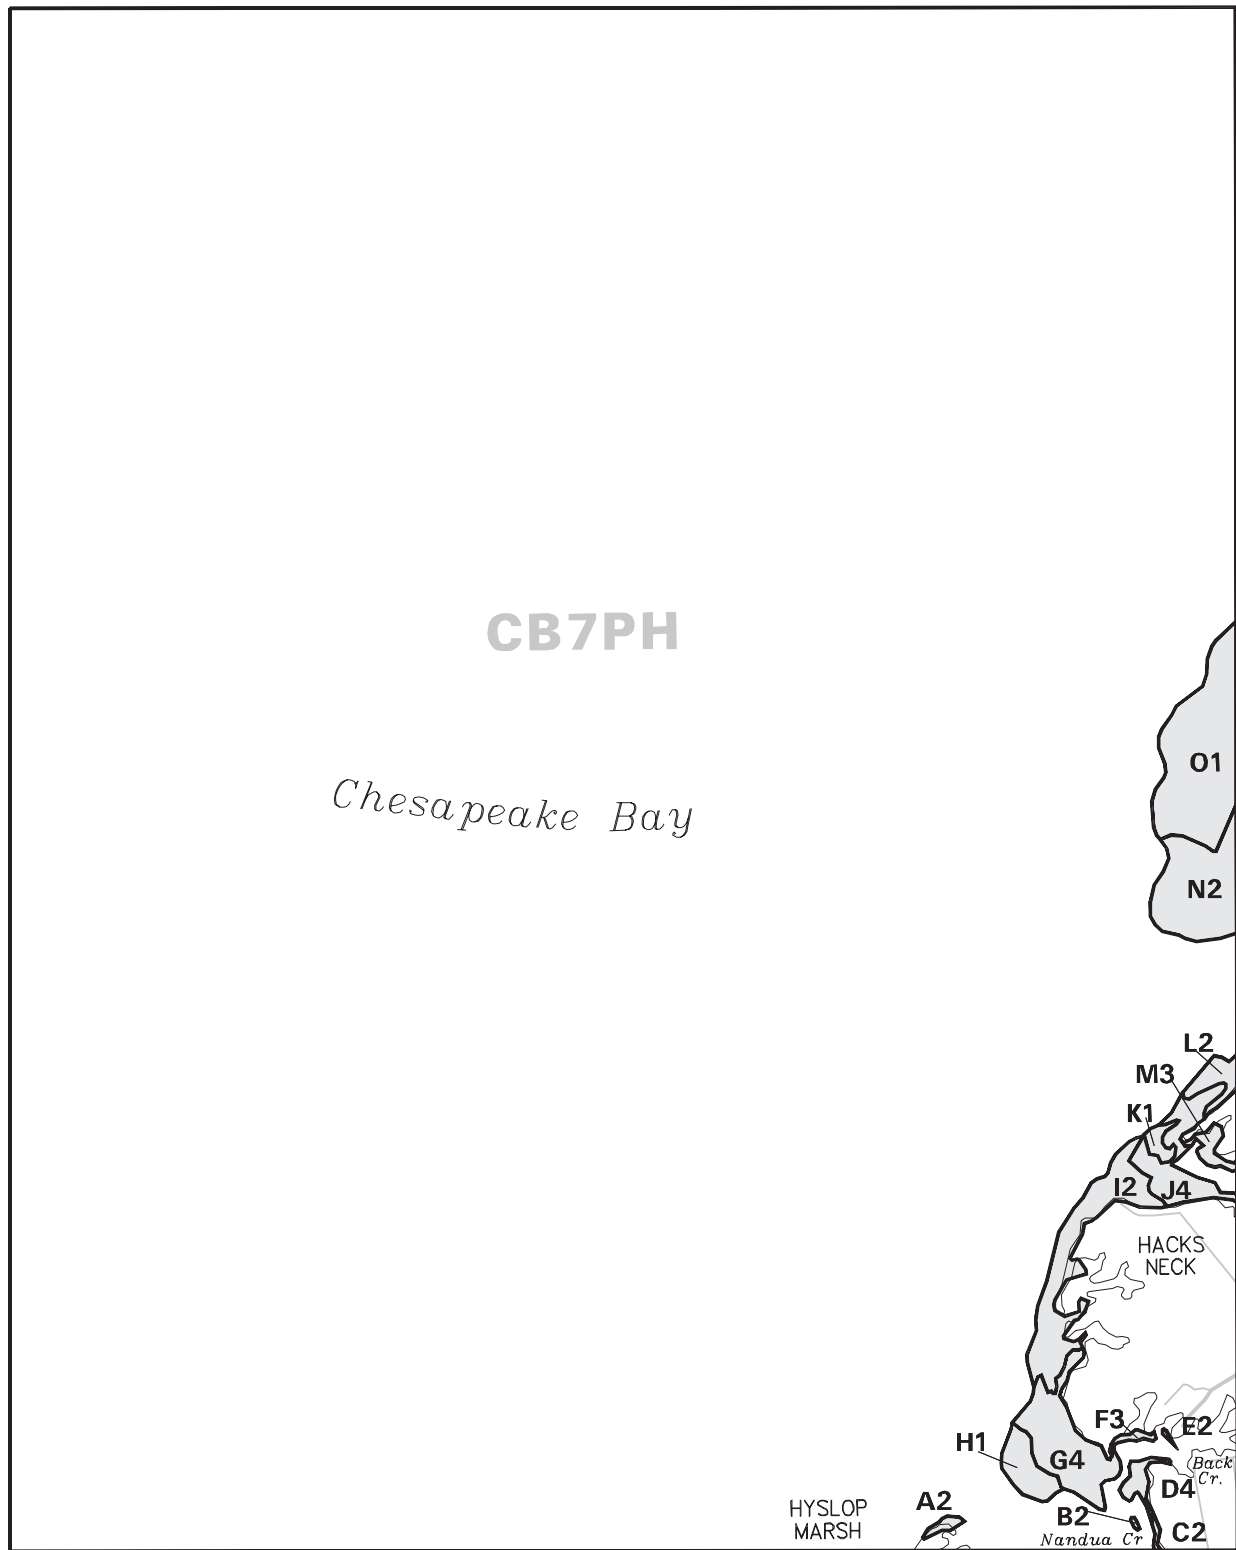 CB7PH
O1
Chesapeake Bay
N2
L2
M3
K1
I2
J4
HACKS
NECK
F3
E2
H1
G4
Back
Cr.
D4
A2
HYSLOP
MARSH
B2
C2
Nandua Cr